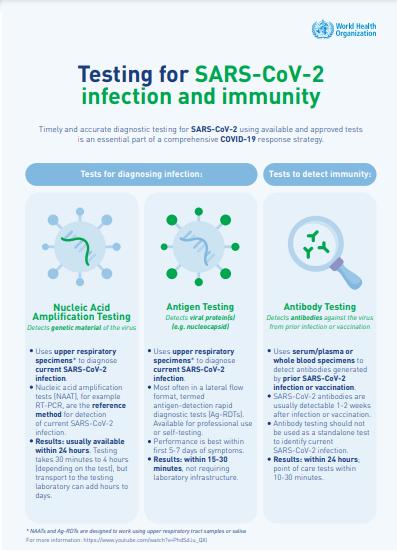 World Health
Organization
Testing for SARS-CoV-2
infection and immunity
Timely and accurate diagnostic testing for SARS-CoV-2 using available and approved tests
is an essential part of a comprehensive COVID-19 response strategy.
Tests for diagnosing infection:
Tests to detect immunity:
Nucleic Acid
Amplification Testing
Detects genetic material of the virus
• Uses upper respiratory
specimens* to diagnose
current SARS-CoV-2
infection.
• Nucleic acid amplification
tests (NAAT), for example
RT-PCR, are the reference
method for detection
of current SARS-CoV-2
infection.
• Results: usually available
within 24 hours. Testing
takes 30 minutes to 4 hours
(depending on the test), but
transport to the testing
laboratory can add hours to
days.
Antigen Testing
Detects viral protein(s)
(e.g. nucleocapsid)
• Uses upper respiratory
specimens* to diagnose
current SARS-CoV-2
infection.
• Most often in a lateral flow
format, termed
antigen-detection rapid
diagnostic tests (Ag-RDTs).
Available for professional use
or self-testing.
• Performance is best within
first 5-7 days of symptoms.
• Results: within 15-30
minutes, not requiring
laboratory infrastructure.
Antibody Testing
Detects antibodies against the virus
from prior infection or vaccination
• Uses serum/plasma or
whole blood specimens to
detect antibodies generated
by prior SARS-CoV-2
infection or vaccination.
• SARS-CoV-2 antibodies are
usually detectable 1-2 weeks
after infection or vaccination.
• Antibody testing should not
be used as a standalone test
to identify current
SARS-CoV-2 infection.
• Results: within 24 hours;
point of care tests within
10-30 minutes.
* NAATs and Ag-RDTs are designed to work using upper respiratory tract samples or saliva
For more information: